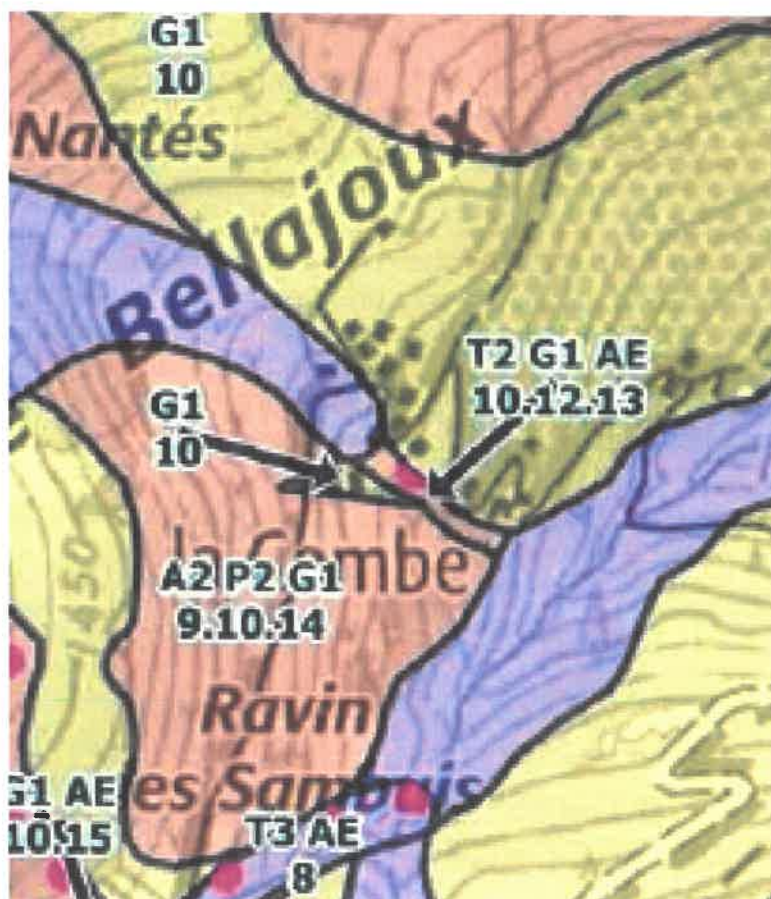 G1
10
Nantés
Bellajoux
T2 G1 AE
10.12.13
G1
10
la Combe
A2 P2 G1
9.10.14
1450
Ravin
des Sambuis
G1 AE
10.15
T3 AE
8